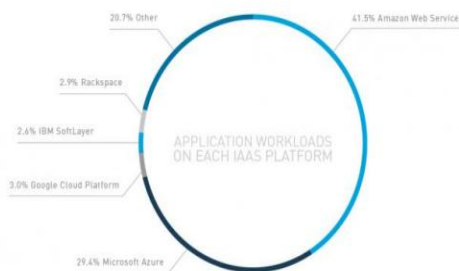 20.7% Other
41.5% Amazon Web Service
2.9% Rackspace
2.6% IBM SoftLayer
APPLICATION WORKLOADS
ON EACH IAAS PLATFORM
3.0% Google Cloud Platform
29.4% Microsoft Azure